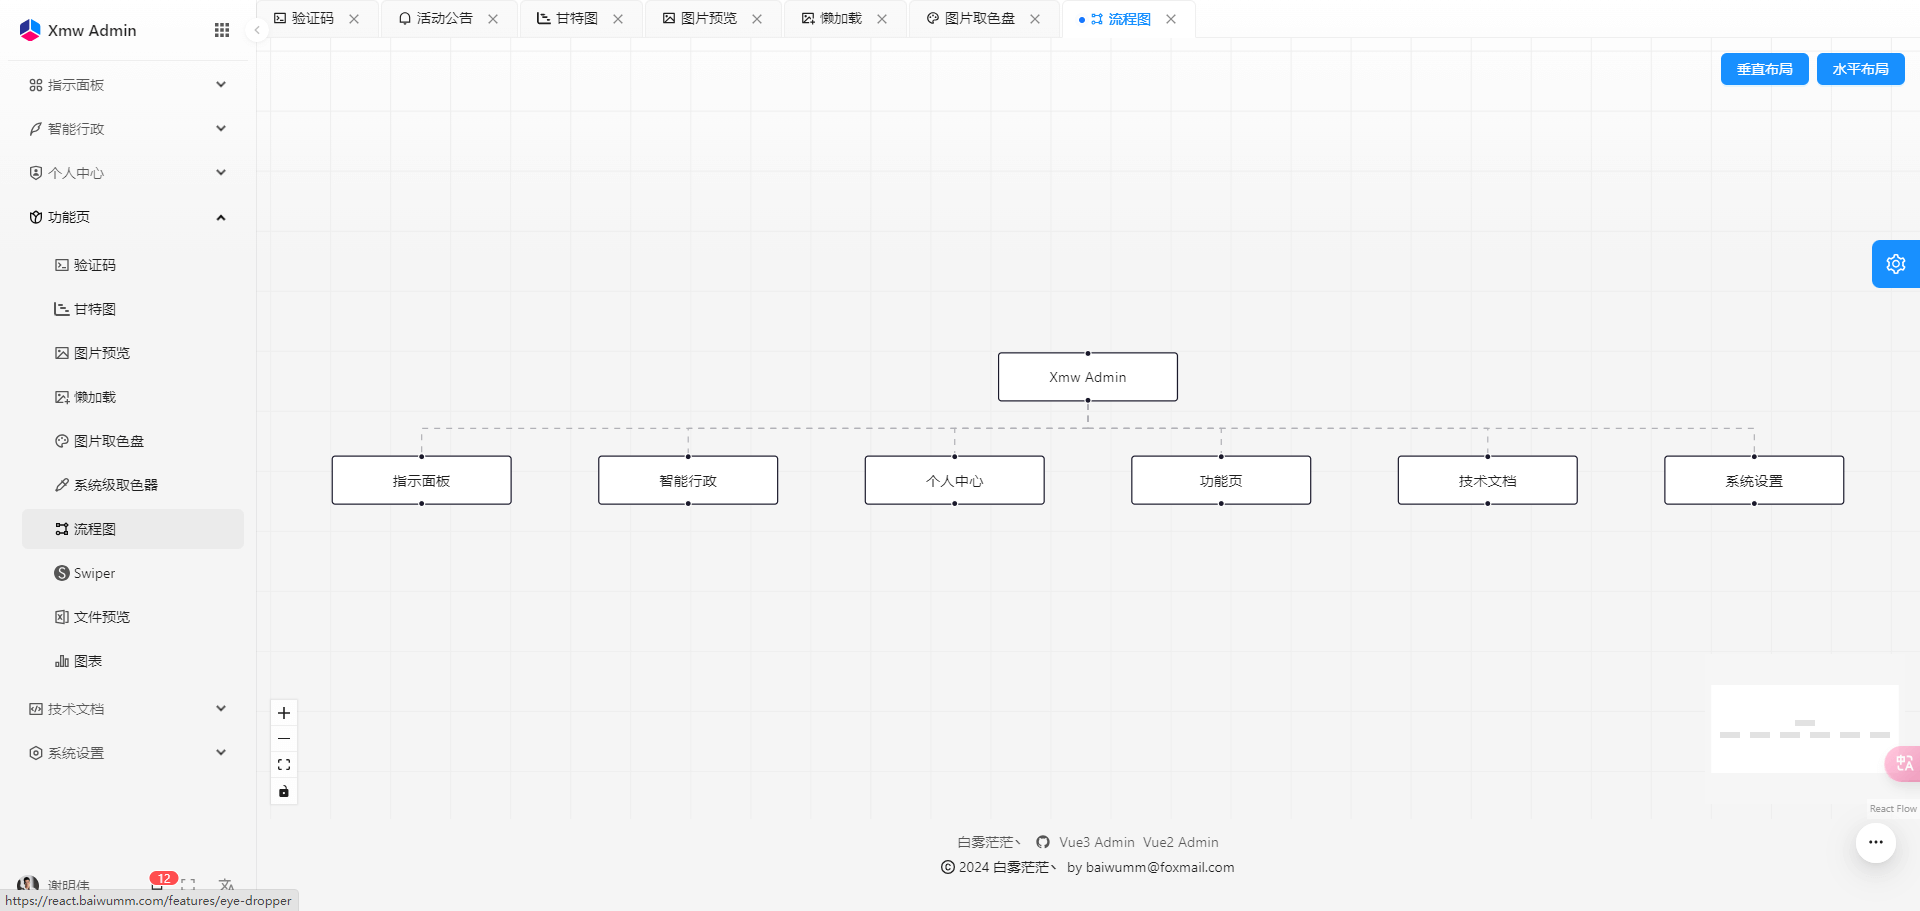 Xmw Admin
验证码
活动公告
甘特图
图片预览
懒加载
图片取色盘
流程图
垂直布局
水平布局
指示面板
智能行政
个人中心
功能页
验证码
甘特图
图片预览
懒加载
图片取色盘
系统级取色器
流程图
Swiper
文件预览
图表
技术文档
系统设置
Xmw Admin
指示面板
智能行政
个人中心
功能页
技术文档
系统设置
React Flow
白雾茫茫丶 Vue3 Admin Vue2 Admin
© 2024 白雾茫茫丶 by baiwumm@foxmail.com
谢明伟
12
https://react.baiwumm.com/features/eye-dropper